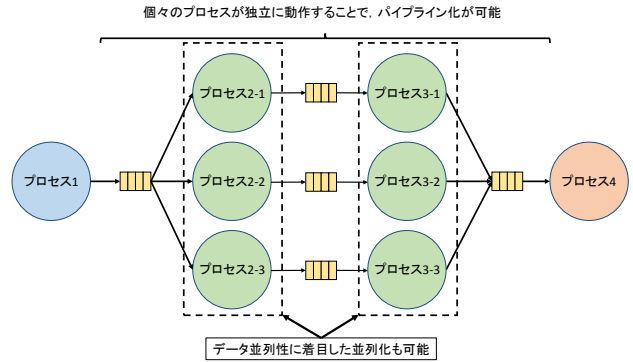 個々のプロセスが独立に動作することで，パイプライン化が可能
プロセス2-1
プロセス3-1
プロセス1
プロセス2-2
プロセス3-2
プロセス4
プロセス2-3
プロセス3-3
データ並列性に着目した並列化も可能